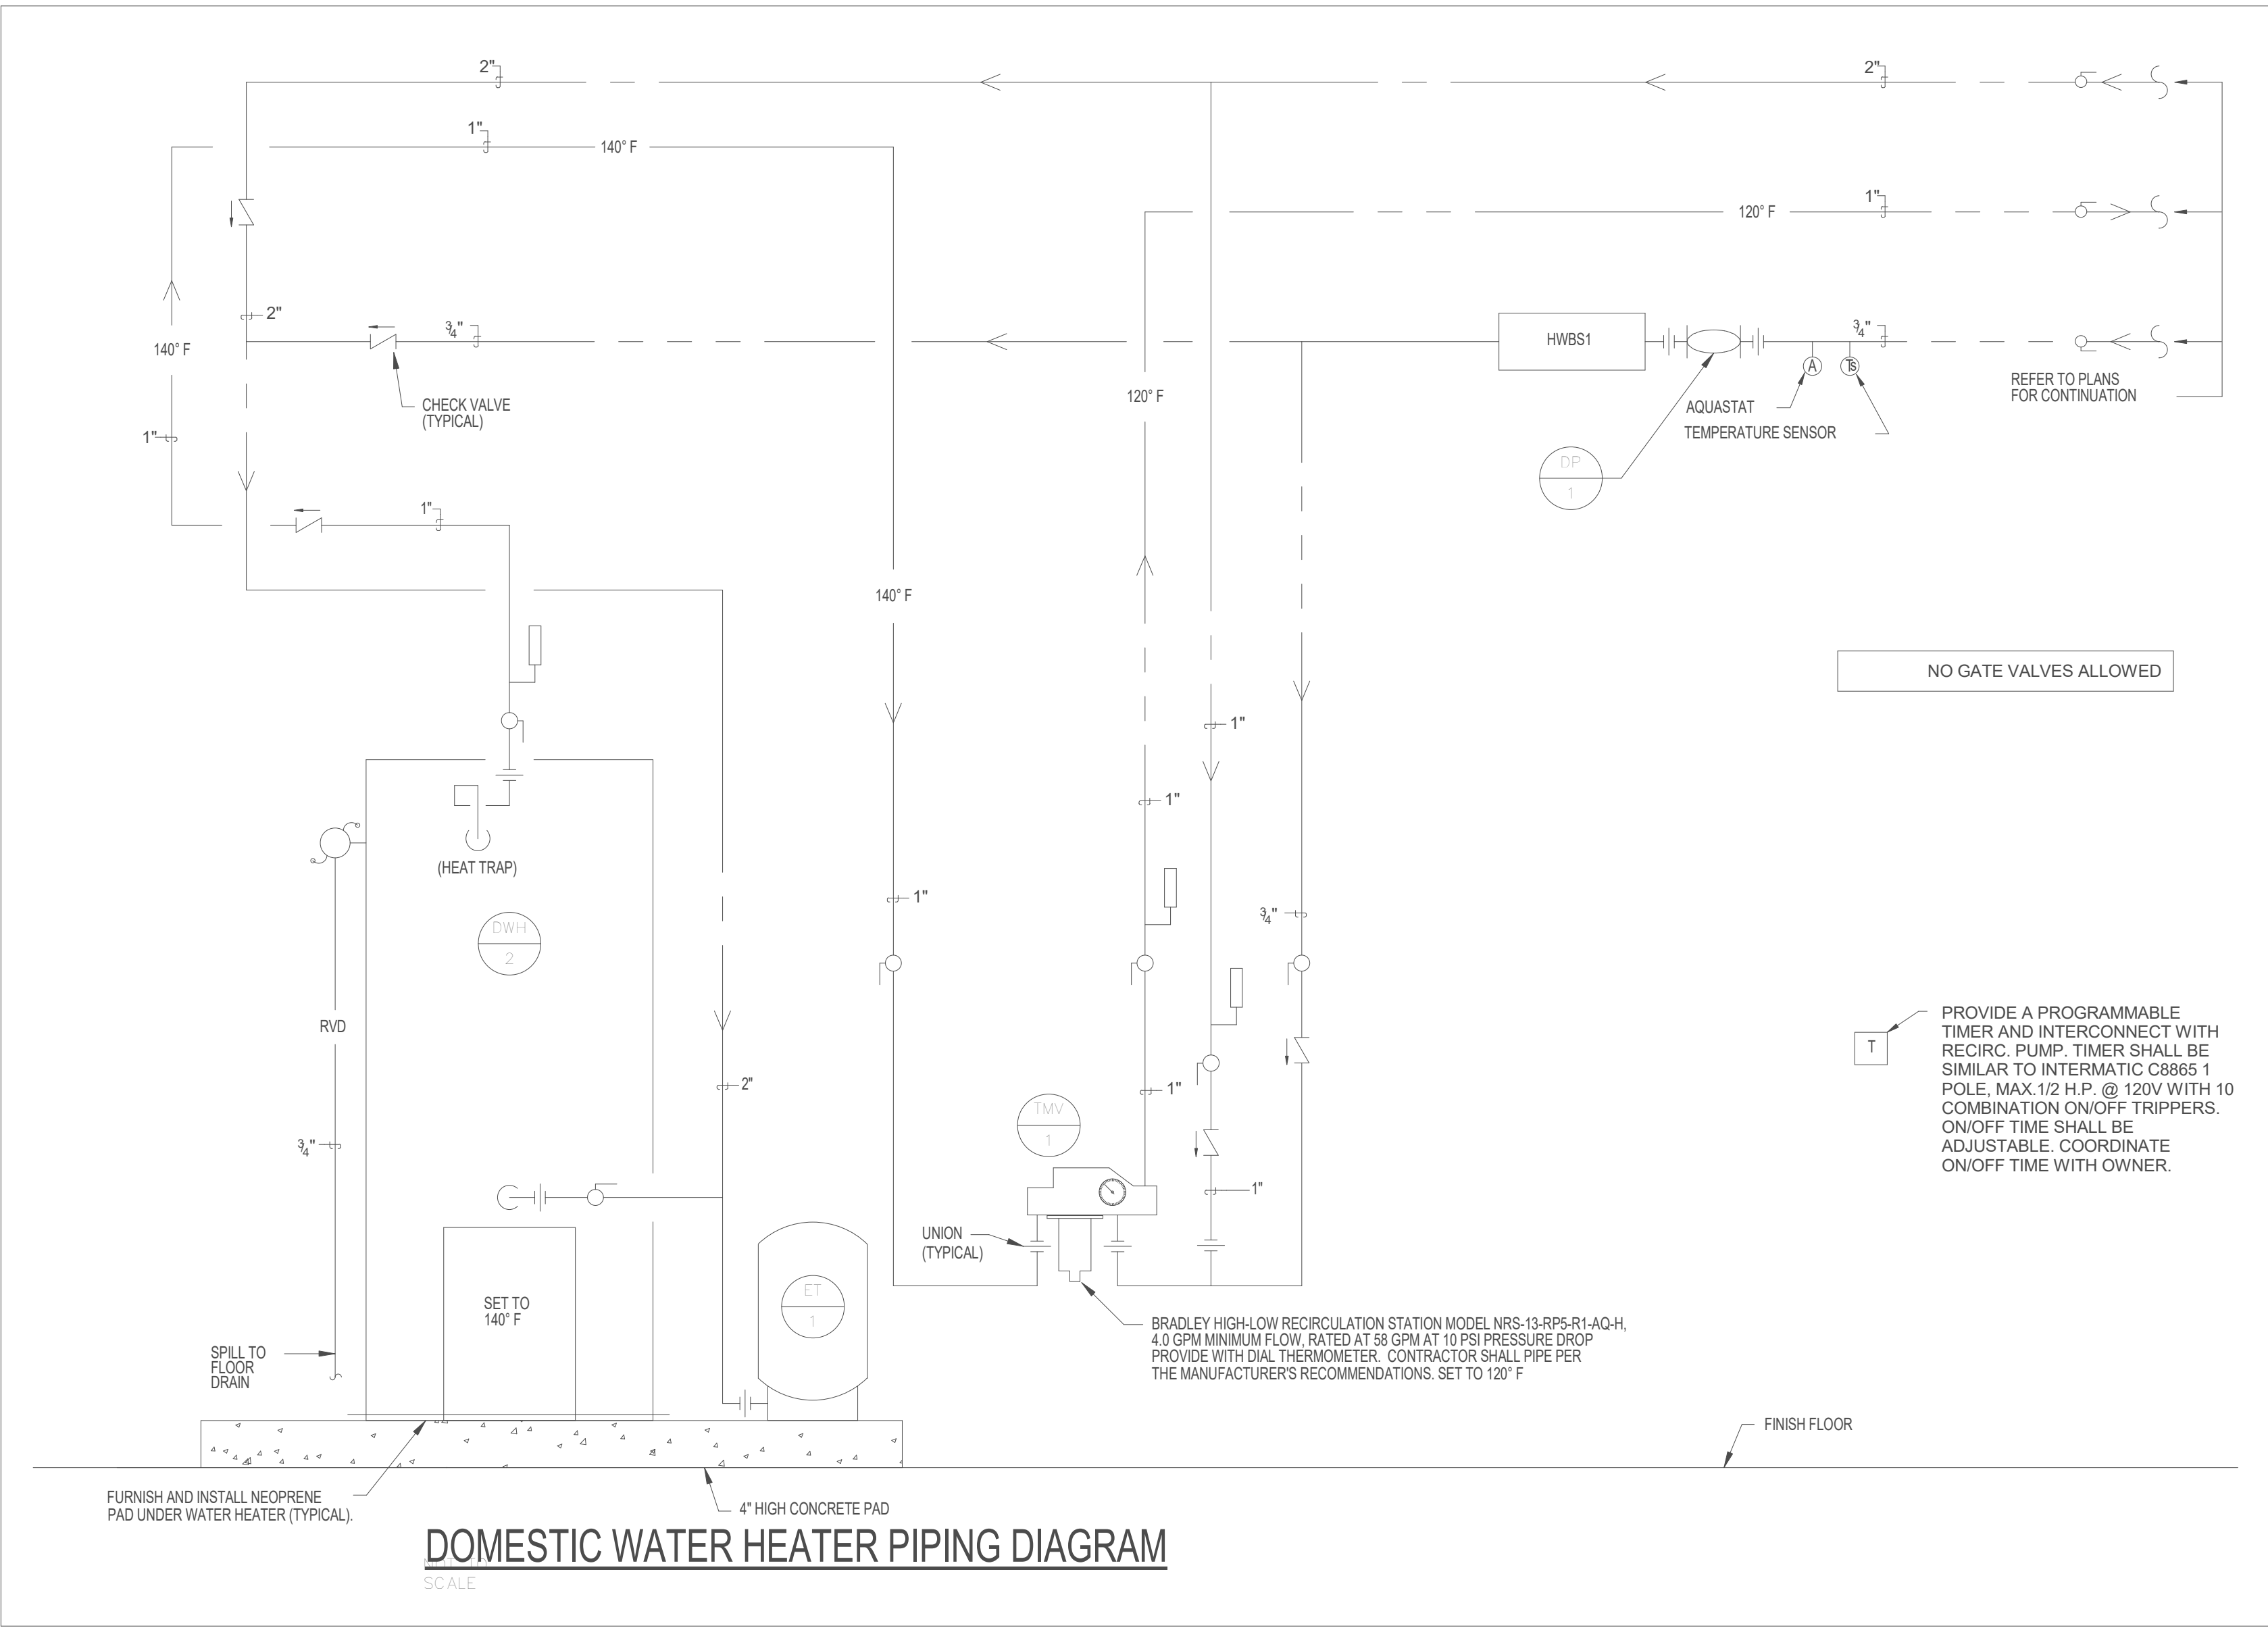 2"
2"
1"
140° F
1"
120° F
2"
¾"
HWBS1
¾"
140° F
CHECK VALVE
(TYPICAL)
120° F
REFER TO PLANS
FOR CONTINUATION
A
Ts
AQUASTAT
TEMPERATURE SENSOR
1"
DP
1
1"
140° F
NO GATE VALVES ALLOWED
1"
1"
(HEAT TRAP)
1"
¾"
DWH
2
RVD
T
PROVIDE A PROGRAMMABLE
TIMER AND INTERCONNECT WITH
RECIRC. PUMP. TIMER SHALL BE
SIMILAR TO INTERMATIC C8865 1
POLE, MAX.1/2 H.P. @ 120V WITH 10
COMBINATION ON/OFF TRIPPERS.
ON/OFF TIME SHALL BE
ADJUSTABLE. COORDINATE
ON/OFF TIME WITH OWNER.
2"
1"
TMV
1
¾"
1"
UNION
(TYPICAL)
SET TO
140° F
ET
1
SPILL TO
FLOOR
DRAIN
BRADLEY HIGH-LOW RECIRCULATION STATION MODEL NRS-13-RP5-R1-AQ-H,
4.0 GPM MINIMUM FLOW, RATED AT 58 GPM AT 10 PSI PRESSURE DROP
PROVIDE WITH DIAL THERMOMETER. CONTRACTOR SHALL PIPE PER
THE MANUFACTURER'S RECOMMENDATIONS. SET TO 120° F
FINISH FLOOR
FURNISH AND INSTALL NEOPRENE
PAD UNDER WATER HEATER (TYPICAL).
4" HIGH CONCRETE PAD
DOMESTIC WATER HEATER PIPING DIAGRAM
SCALE